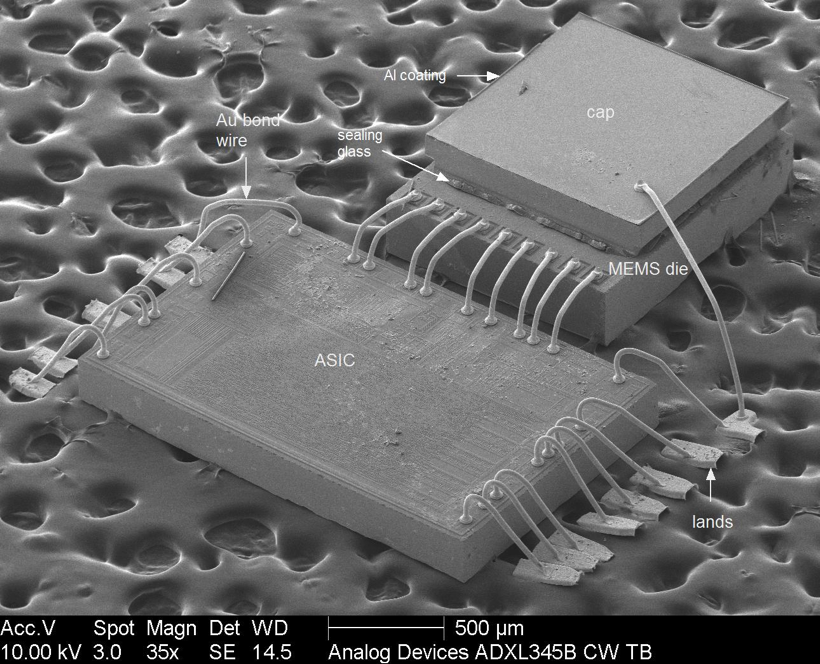 Al coating
cap
Au bond
wire
sealing
glass
MEMS die
ASIC
lands
Acc.V Spot Magn Det WD 500 µm
10.00 kV 3.0 35x SE 14.5 Analog Devices ADXL345B CW TB